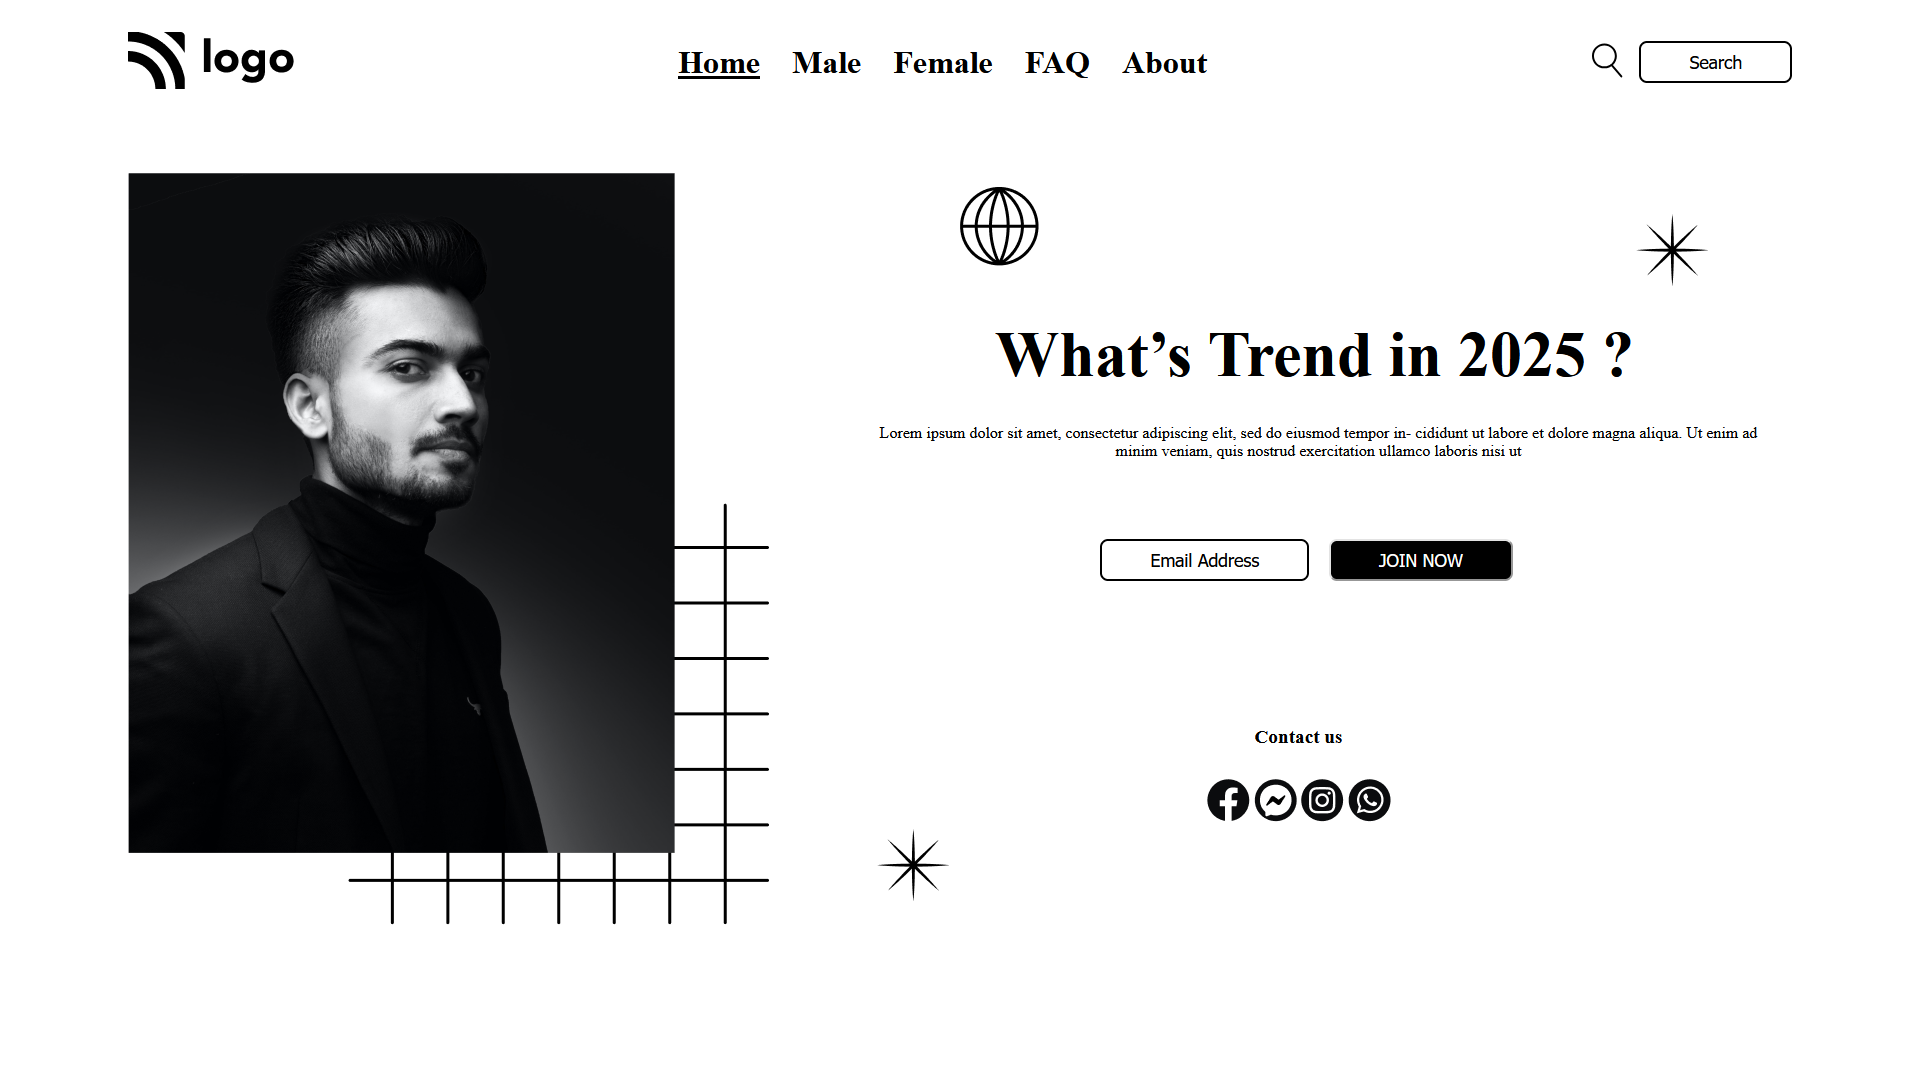 logo
Home Male Female FAQ About
Search
What’s Trend in 2025 ?
Lorem ipsum dolor sit amet, consectetur adipiscing elit, sed do eiusmod tempor in- cididunt ut labore et dolore magna aliqua. Ut enim ad
minim veniam, quis nostrud exercitation ullamco laboris nisi ut
Email Address
JOIN NOW
Contact us